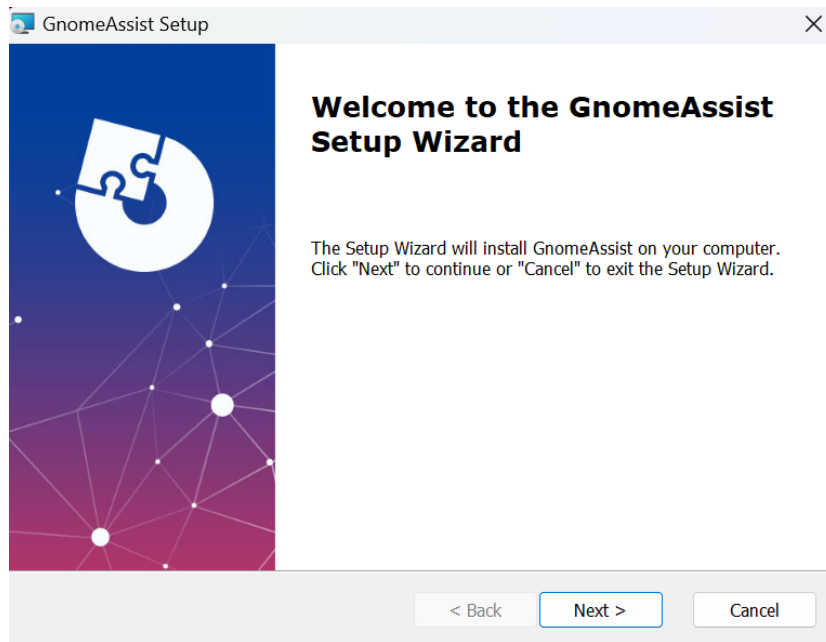 GnomeAssist Setup
Welcome to the GnomeAssist
Setup Wizard
The Setup Wizard will install GnomeAssist on your computer.
Click "Next" to continue or "Cancel" to exit the Setup Wizard.
< Back
Next >
Cancel